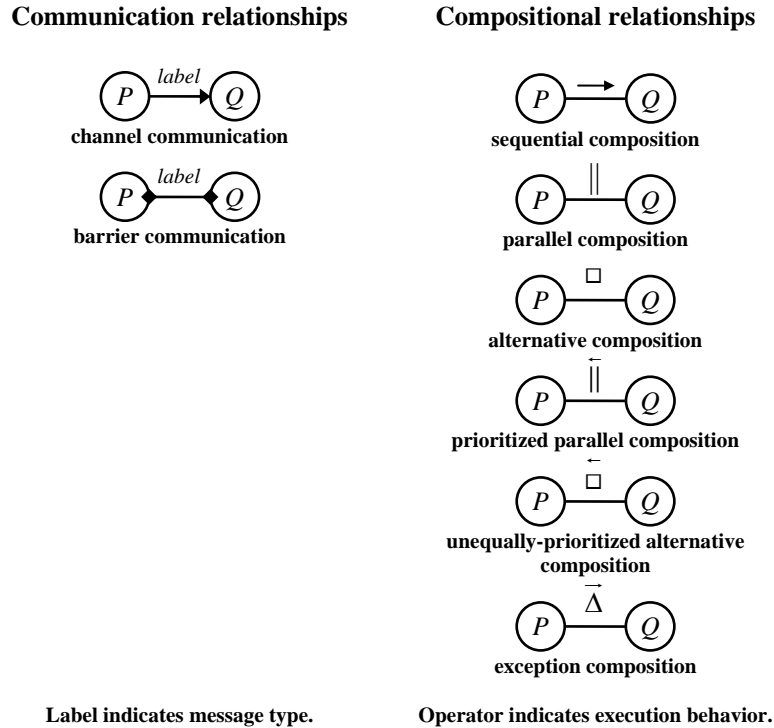 Communication relationships
label
P Q
channel communication
label
P Q
barrier communication
Label indicates message type.
Compositional relationships
→
P Q
sequential composition
||
P Q
parallel composition
□
P Q
alternative composition
←
||
P Q
prioritized parallel composition
←
□
P Q
unequally-prioritized alternative
composition
→
Δ
P Q
exception composition
Operator indicates execution behavior.